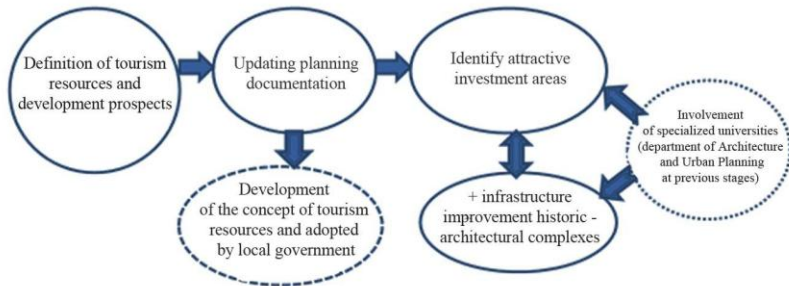 Definition of tourism
resources and
development prospects
Updating planning
documentation
Identify attractive
investment areas
Involvement
of specialized universities
(department of Architecture
and Urban Planning
at previous stages)
Development
of the concept of tourism
resources and adopted
by local government
+ infrastructure
improvement historic -
architectural complexes